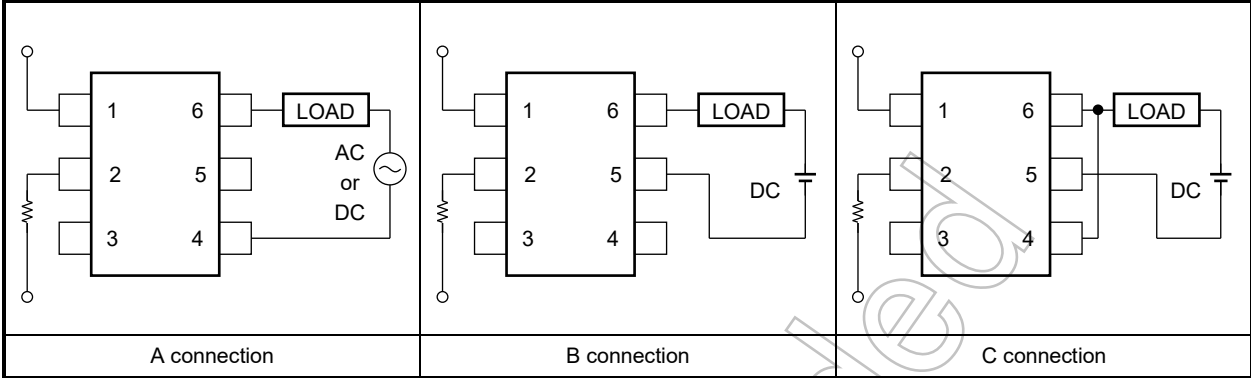 1 6 LOAD
AC
or
DC
2 5
3 4
A connection
1 6 LOAD
2 5 DC
3 4
B connection
1 6 LOAD
2 5 DC
3 4
C connection
ded